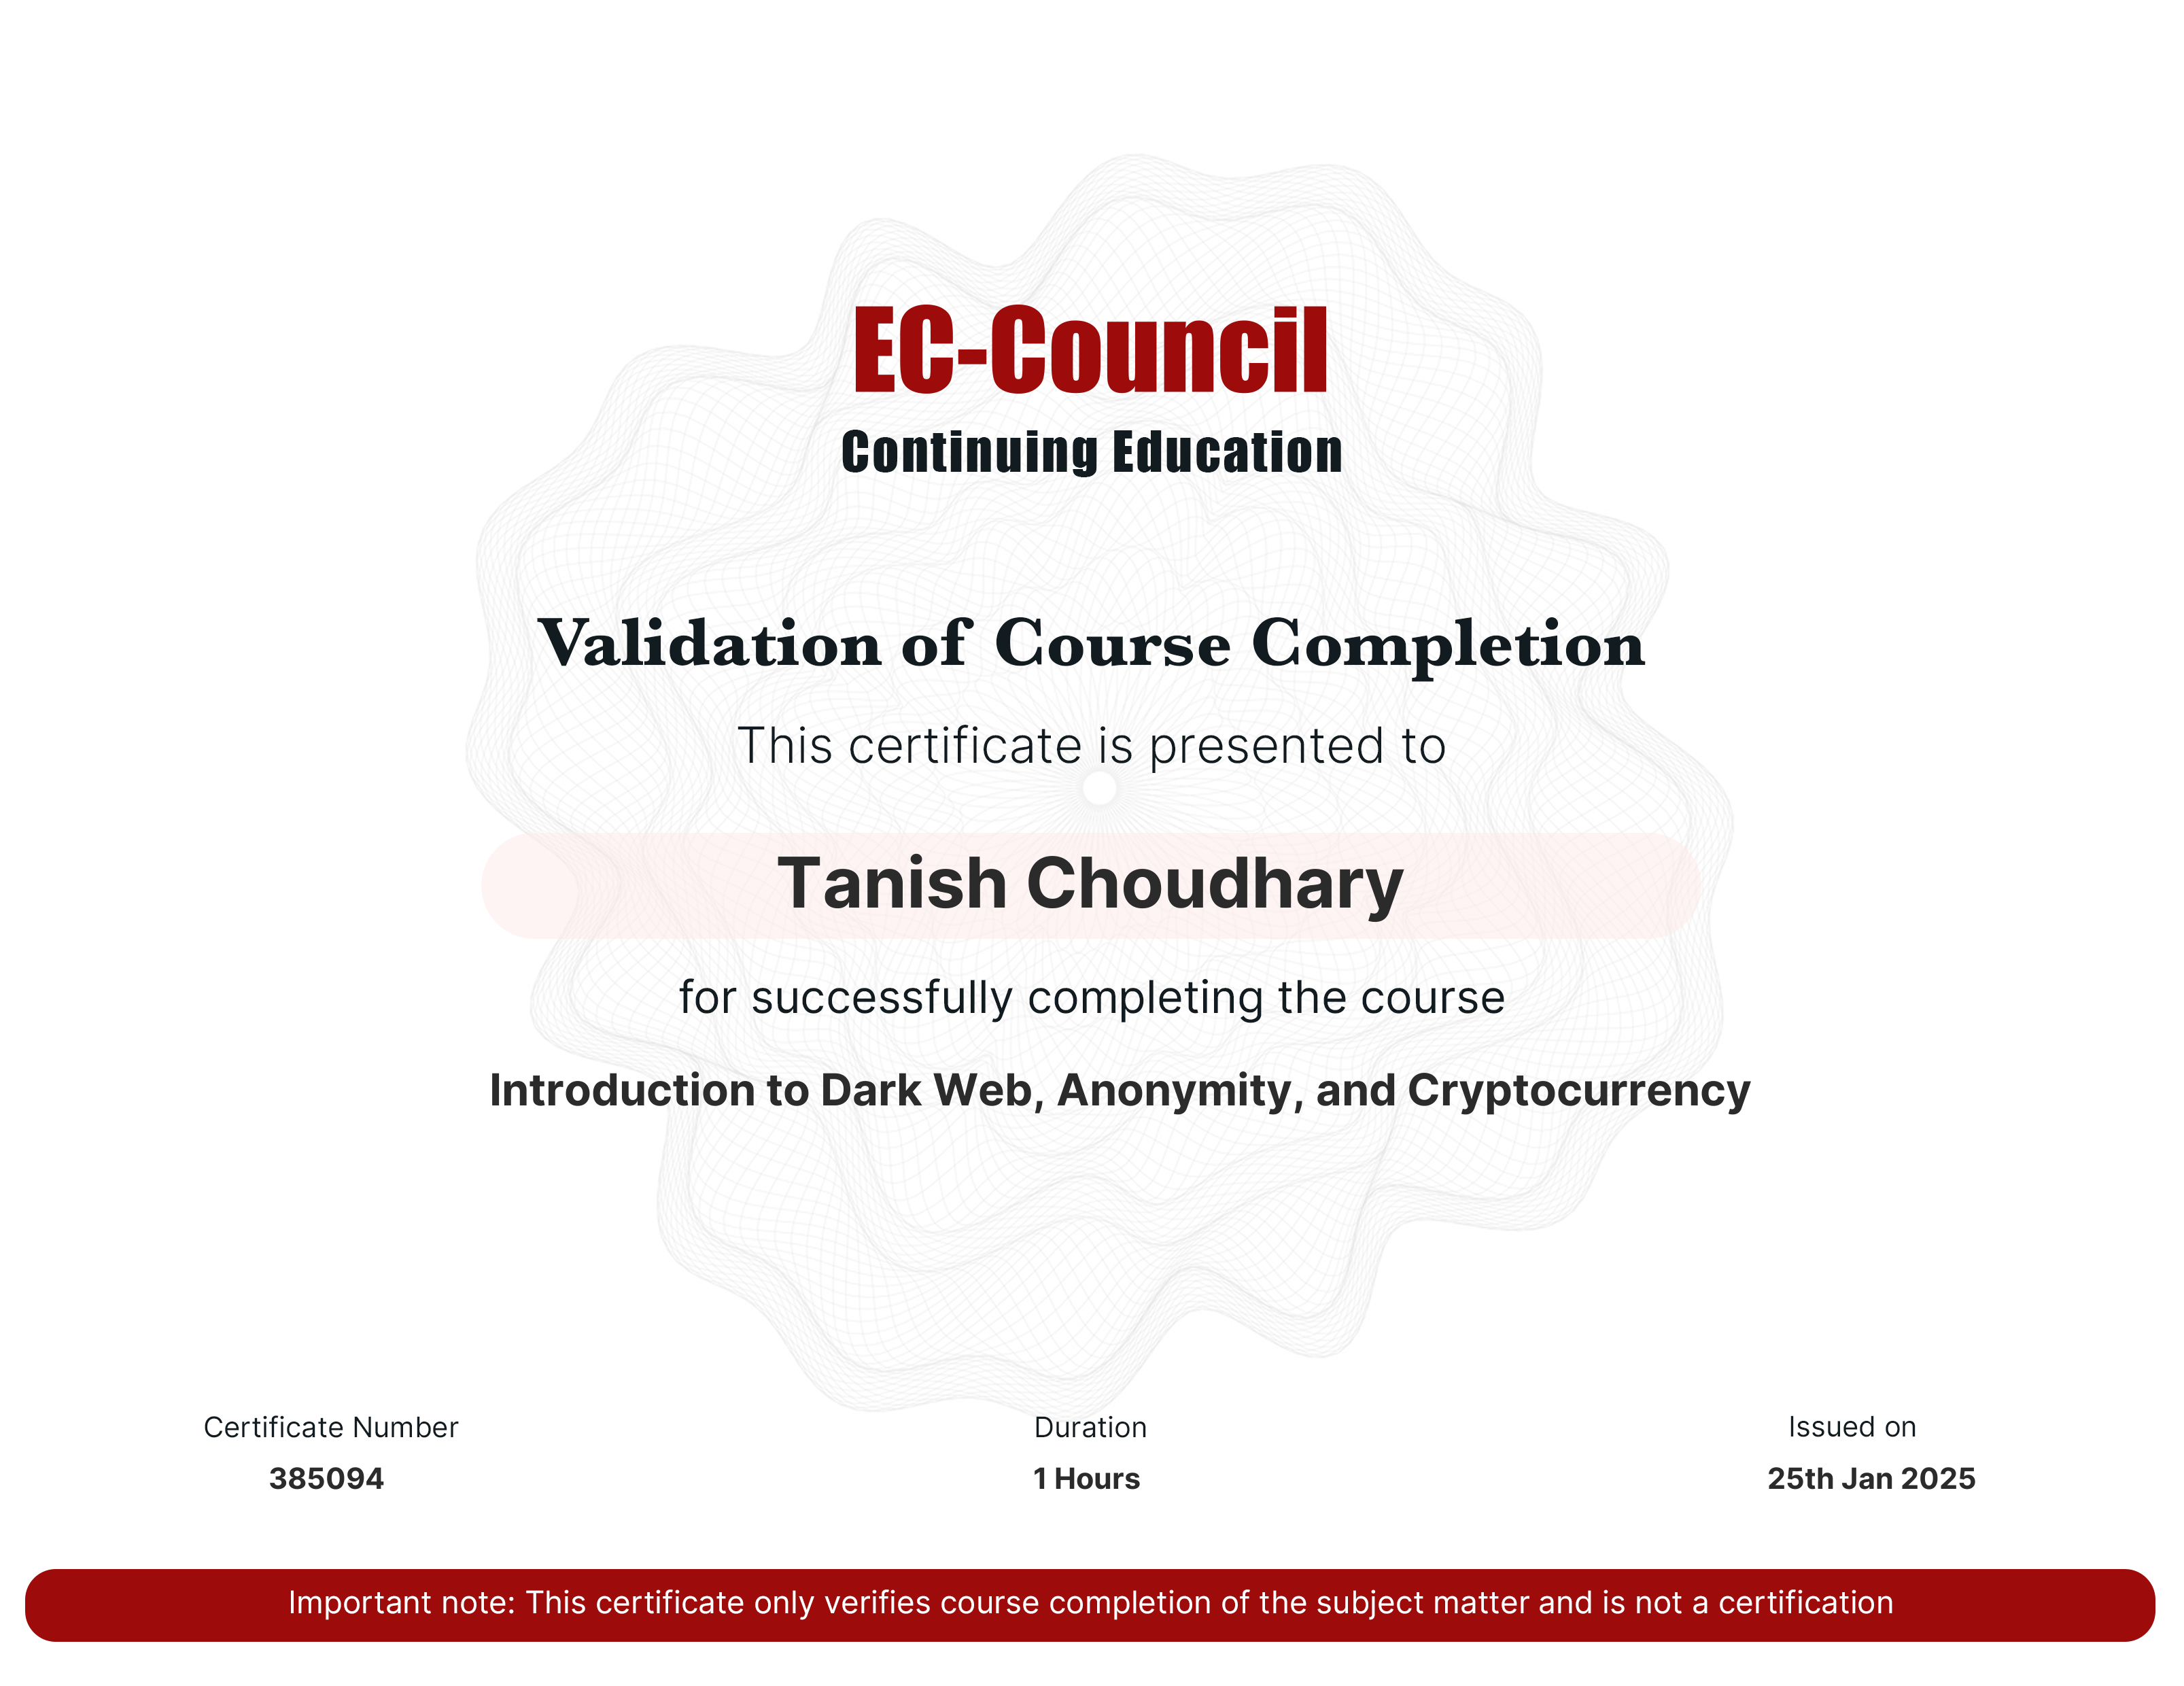 EC-Council
Continuing Education
Validation of Course Completion
This certificate is presented to
Tanish Choudhary
for successfully completing the course
Introduction to Dark Web, Anonymity, and Cryptocurrency
Certificate Number
385094
Duration
1 Hours
Issued on
25th Jan 2025
Important note: This certificate only verifies course completion of the subject matter and is not a certification